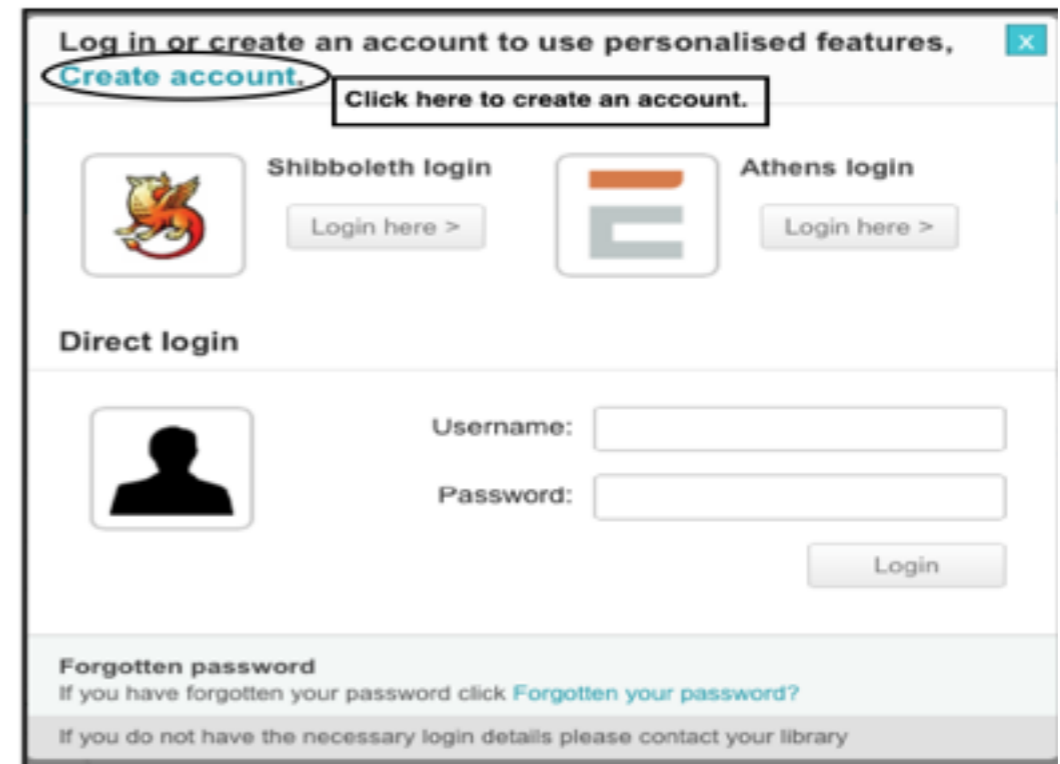 Log in or create an account to use personalised features,
X
Create account.
Click here to create an account.
Shibboleth login
Login here >
Athens login
Login here >
Direct login
Username:
Password:
Login
Forgotten password
If you have forgotten your password click Forgotten your password?
If you do not have the necessary login details please contact your library